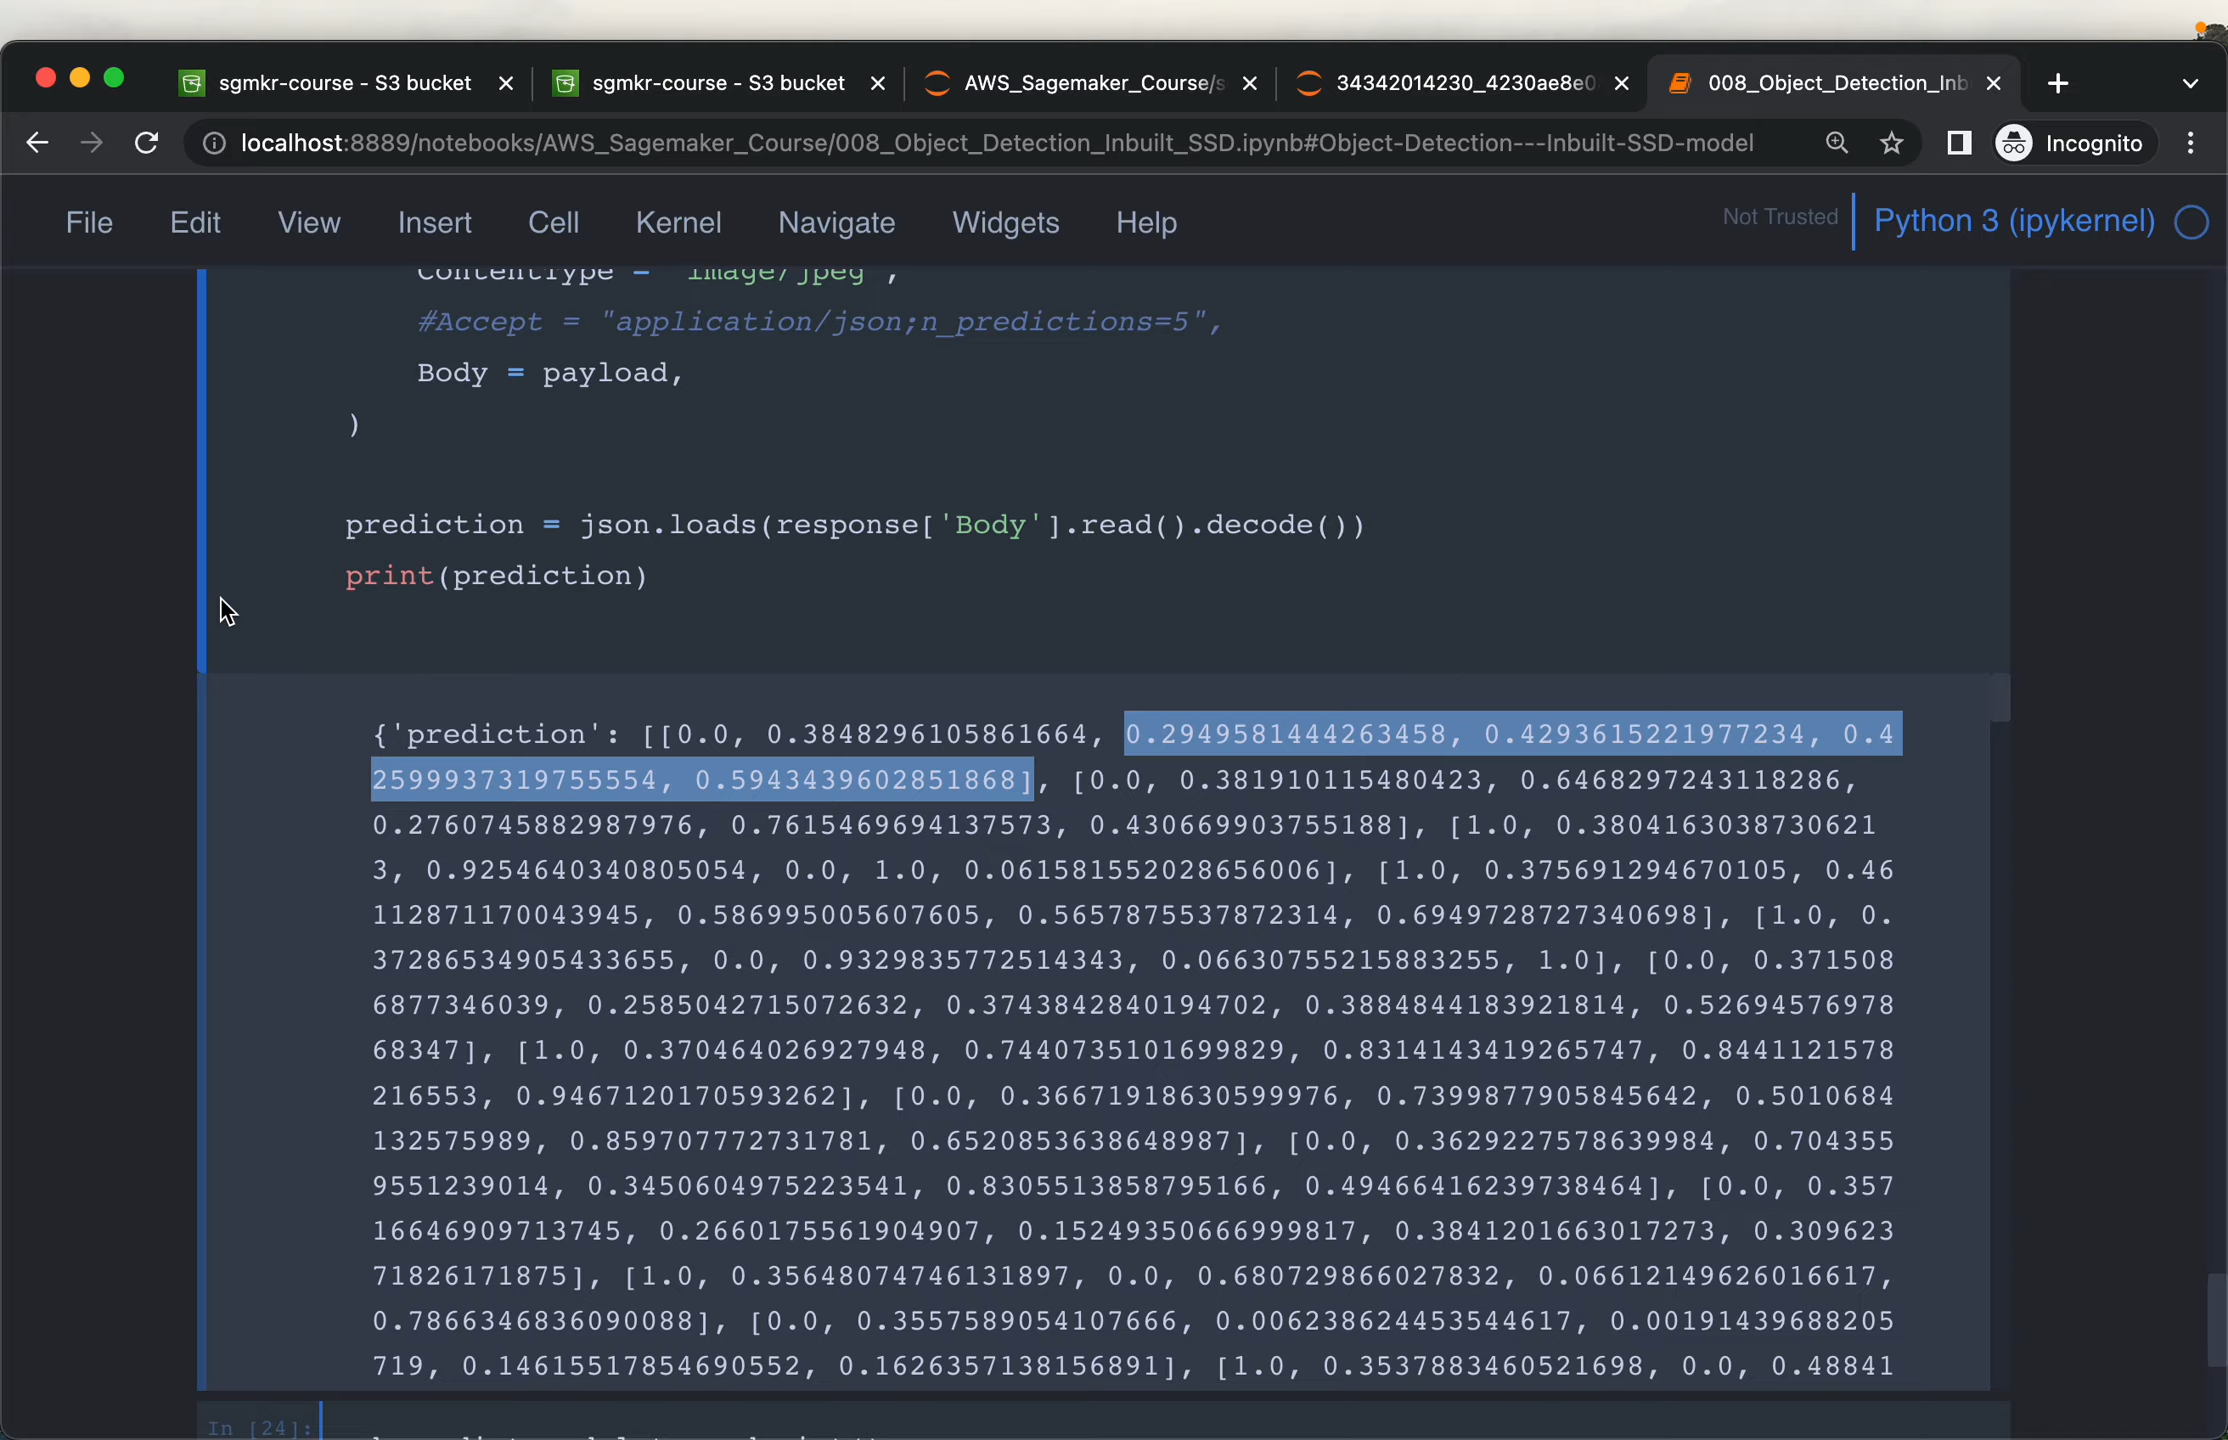 sgmkr-course - S3 bucket
sgmkr-course - S3 bucket
AWS_Sagemaker_Course/s
34342014230_4230ae8e0
008_Object_Detection_Inb
localhost:8889/notebooks/AWS_Sagemaker_Course/008_Object_Detection_Inbuilt_SSD.ipynb#Object-Detection---Inbuilt-SSD-model
Incognito
File Edit View Insert Cell Kernel Navigate Widgets Help
Not Trusted
Python 3 (ipykernel)
ContentType = 'image/jpeg',
#Accept = "application/json;n_predictions=5",
Body = payload,
)
prediction = json.loads(response['Body'].read().decode())
print(prediction)
{'prediction': [[0.0, 0.3848296105861664, 0.2949581444263458, 0.4293615221977234, 0.4
2599937319755554, 0.5943439602851868], [0.0, 0.381910115480423, 0.6468297243118286,
0.2760745882987976, 0.7615469694137573, 0.430669903755188], [1.0, 0.3804163038730621
3, 0.9254640340805054, 0.0, 1.0, 0.061581552028656006], [1.0, 0.375691294670105, 0.46
112871170043945, 0.586995005607605, 0.5657875537872314, 0.6949728727340698], [1.0, 0.
37286534905433655, 0.0, 0.9329835772514343, 0.06630755215883255, 1.0], [0.0, 0.371508
6877346039, 0.2585042715072632, 0.3743842840194702, 0.3884844183921814, 0.52694576978
68347], [1.0, 0.370464026927948, 0.7440735101699829, 0.8314143419265747, 0.8441121578
216553, 0.9467120170593262], [0.0, 0.36671918630599976, 0.7399877905845642, 0.5010684
132575989, 0.859707772731781, 0.6520853638648987], [0.0, 0.3629227578639984, 0.704355
9551239014, 0.3450604975223541, 0.8305513858795166, 0.49466416239738464], [0.0, 0.357
16646909713745, 0.2660175561904907, 0.15249350666999817, 0.3841201663017273, 0.309623
71826171875], [1.0, 0.35648074746131897, 0.0, 0.680729866027832, 0.06612149626016617,
0.7866346836090088], [0.0, 0.3557589054107666, 0.006238624453544617, 0.00191439688205
719, 0.14615517854690552, 0.1626357138156891], [1.0, 0.3537883460521698, 0.0, 0.48841
In [24]: